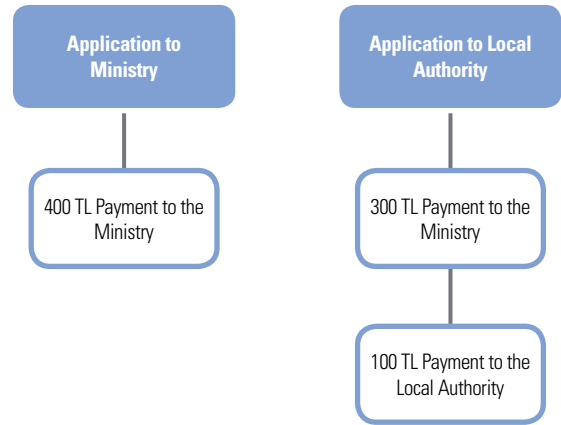 Application to
Ministry
400 TL Payment to the
Ministry
Application to Local
Authority
300 TL Payment to the
Ministry
100 TL Payment to the
Local Authority